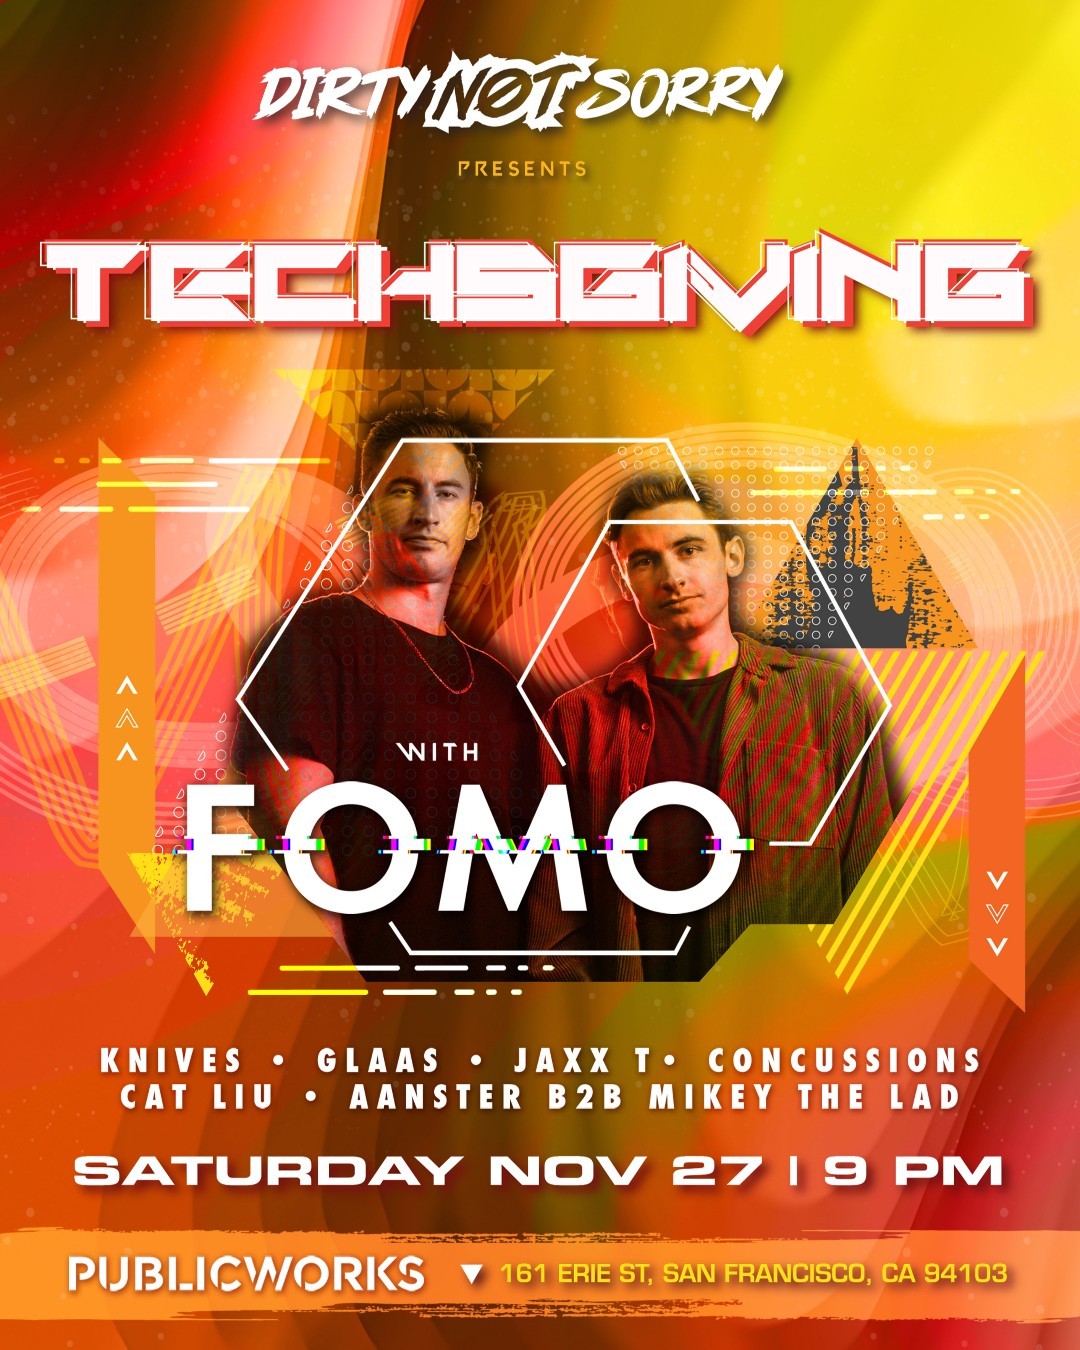 DIRTY NOT SORRY
PRESENTS
TECHSGIVING
WITH
FOMO
KNIVES • GLAAS • JAXX T • CONCUSSIONS
CAT LIU • AANSTER B2B MIKEY THE LAD
SATURDAY NOV 27 | 9 PM
PUBLICWORKS ▼ 161 ERIE ST, SAN FRANCISCO, CA 94103